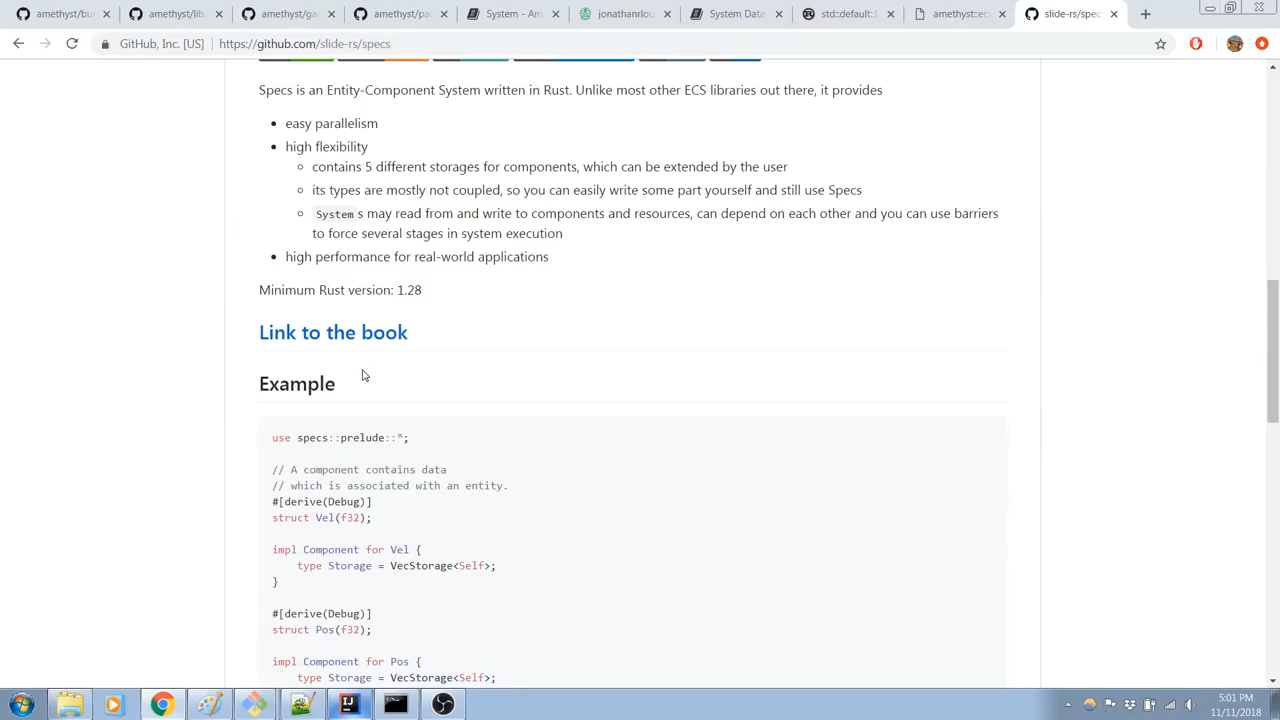 amethyst/bu
amethyst/lib
amethyst/ga
amethyst/pa
System - Am
jonathanrlou
System Data
std::default::
amethyst::ec
slide-rs/spec
GitHub, Inc. [US]
https://github.com/slide-rs/specs
Specs is an Entity-Component System written in Rust. Unlike most other ECS libraries out there, it provides
• easy parallelism
• high flexibility
contains 5 different storages for components, which can be extended by the user
its types are mostly not coupled, so you can easily write some part yourself and still use Specs
System s may read from and write to components and resources, can depend on each other and you can use barriers
to force several stages in system execution
• high performance for real-world applications
Minimum Rust version: 1.28
Link to the book
Example
use specs::prelude::*;
// A component contains data
// which is associated with an entity.
#[derive(Debug)]
struct Vel(f32);
impl Component for Vel {
type Storage = VecStorage<Self>;
}
#[derive(Debug)]
struct Pos(f32);
impl Component for Pos {
type Storage = VecStorage<Self>;
5:01 PM
11/11/2018